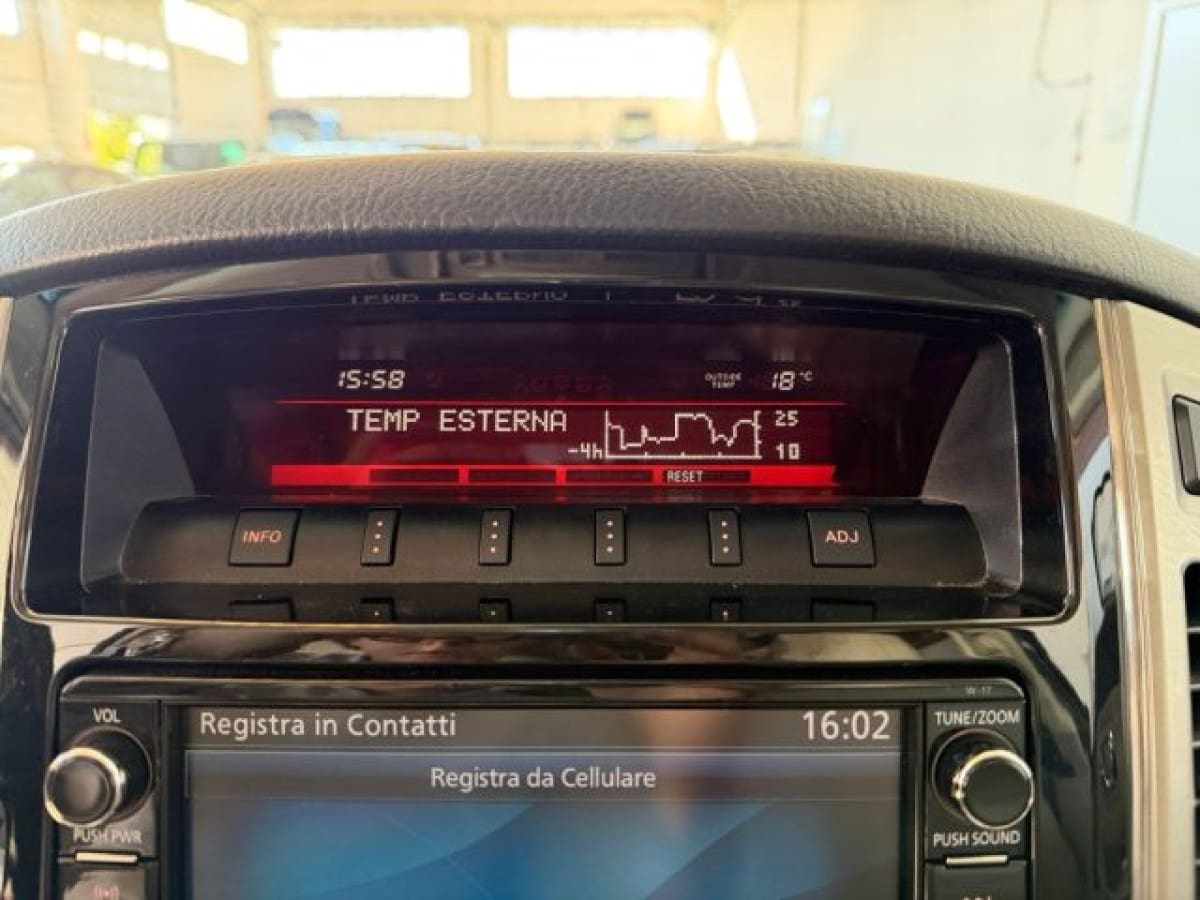 15:58 OUTSIDE TEMP 18 °C
TEMP ESTERNA 25
-4h 10
RESET
INFO ADJ
W-17
VOL Registra in Contatti 16:02 TUNE/ZOOM
Registra da Cellulare
PUSH PWR PUSH SOUND